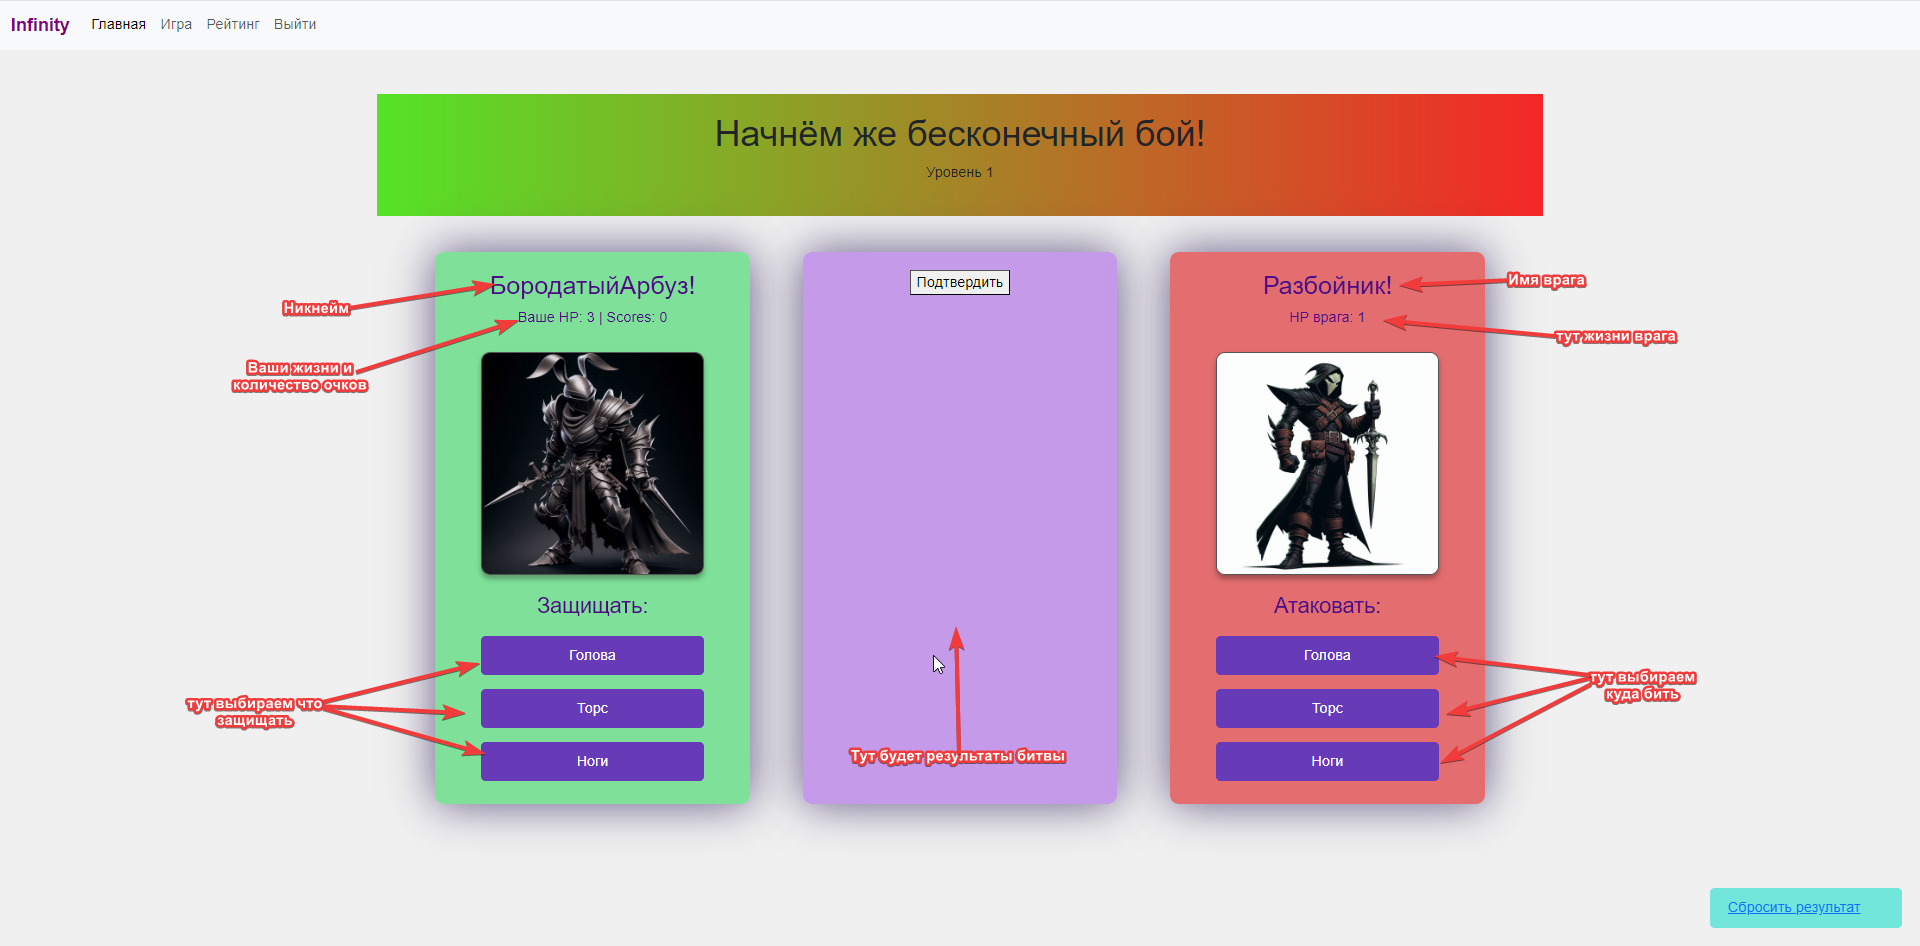 Infinity Главная Игра Рейтинг Выйти
Начнём же бесконечный бой!
Уровень 1
БородатыйАрбуз!
Ваше HP: 3 | Scores: 0
Никнейм
Ваши жизни и
количество очков
Защищать:
Голова
Торс
Ноги
тут выбираем что
защищать
Подтвердить
Тут будет результаты битвы
Разбойник!
HP врага: 1
Имя врага
тут жизни врага
Атаковать:
Голова
Торс
Ноги
тут выбираем
куда бить
Сбросить результат